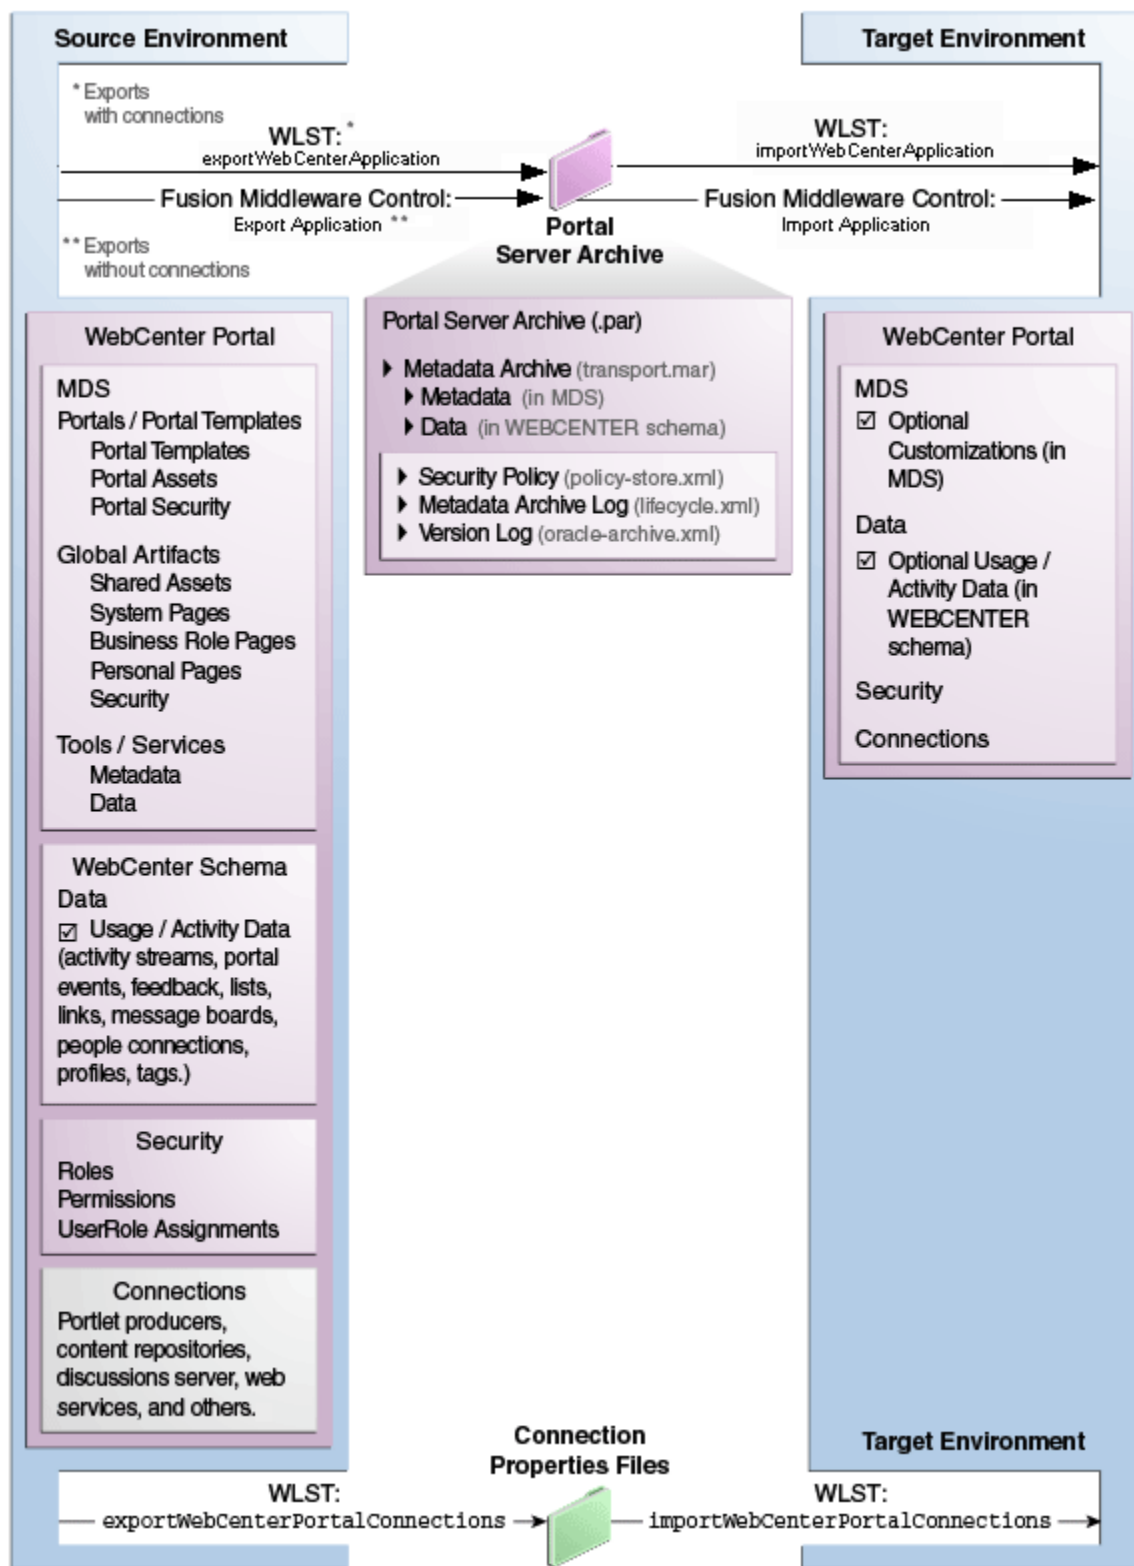 Source Environment
Target Environment
* Exports
with connections
WLST: *
exportWebCenterApplication
WLST:
importWebCenterApplication
Fusion Middleware Control:
Export Application **
Fusion Middleware Control:
Import Application
** Exports
without connections
Portal
Server Archive
WebCenter Portal
MDS
Portals / Portal Templates
Portal Templates
Portal Assets
Portal Security
Global Artifacts
Shared Assets
System Pages
Business Role Pages
Personal Pages
Security
Tools / Services
Metadata
Data
WebCenter Schema
Data
Usage / Activity Data
(activity streams, portal
events, feedback, lists,
links, message boards,
people connections,
profiles, tags.)
Security
Roles
Permissions
UserRole Assignments
Connections
Portlet producers,
content repositories,
discussions server, web
services, and others.
Portal Server Archive (.par)
Metadata Archive (transport.mar)
Metadata (in MDS)
Data (in WEBCENTER schema)
Security Policy (policy-store.xml)
Metadata Archive Log (lifecycle.xml)
Version Log (oracle-archive.xml)
WebCenter Portal
MDS
Optional
Customizations (in
MDS)
Data
Optional Usage /
Activity Data (in
WEBCENTER
schema)
Security
Connections
Connection
Properties Files
Target Environment
WLST:
exportWebCenterPortalConnections
WLST:
importWebCenterPortalConnections